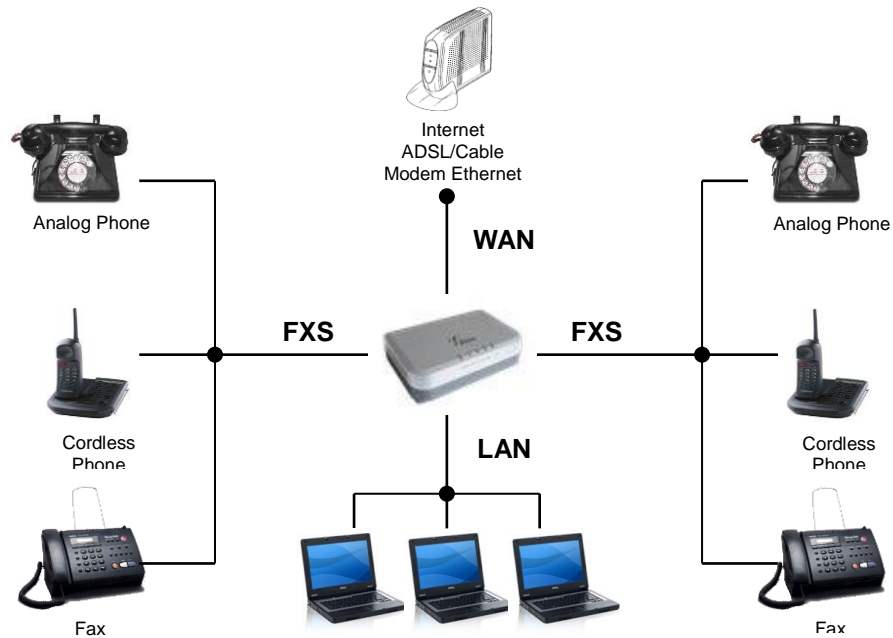 Internet
ADSL/Cable
Modem Ethernet
Analog Phone
Analog Phone
WAN
FXS
FXS
Cordless
Phone
Cordless
Phone
LAN
Fax
Fax